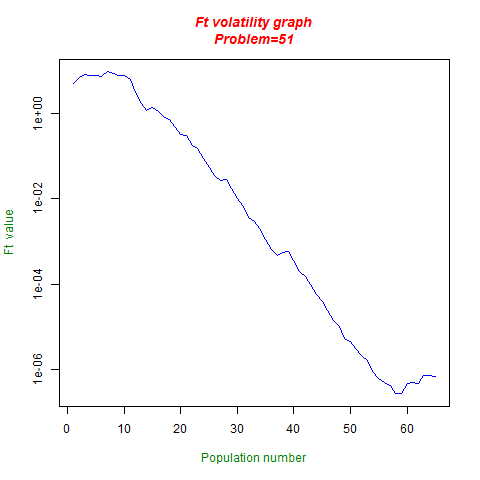 Ft volatility graph
Problem=51
Ft value
1e+00
1e-02
1e-04
1e-06
0 10 20 30 40 50 60
Population number